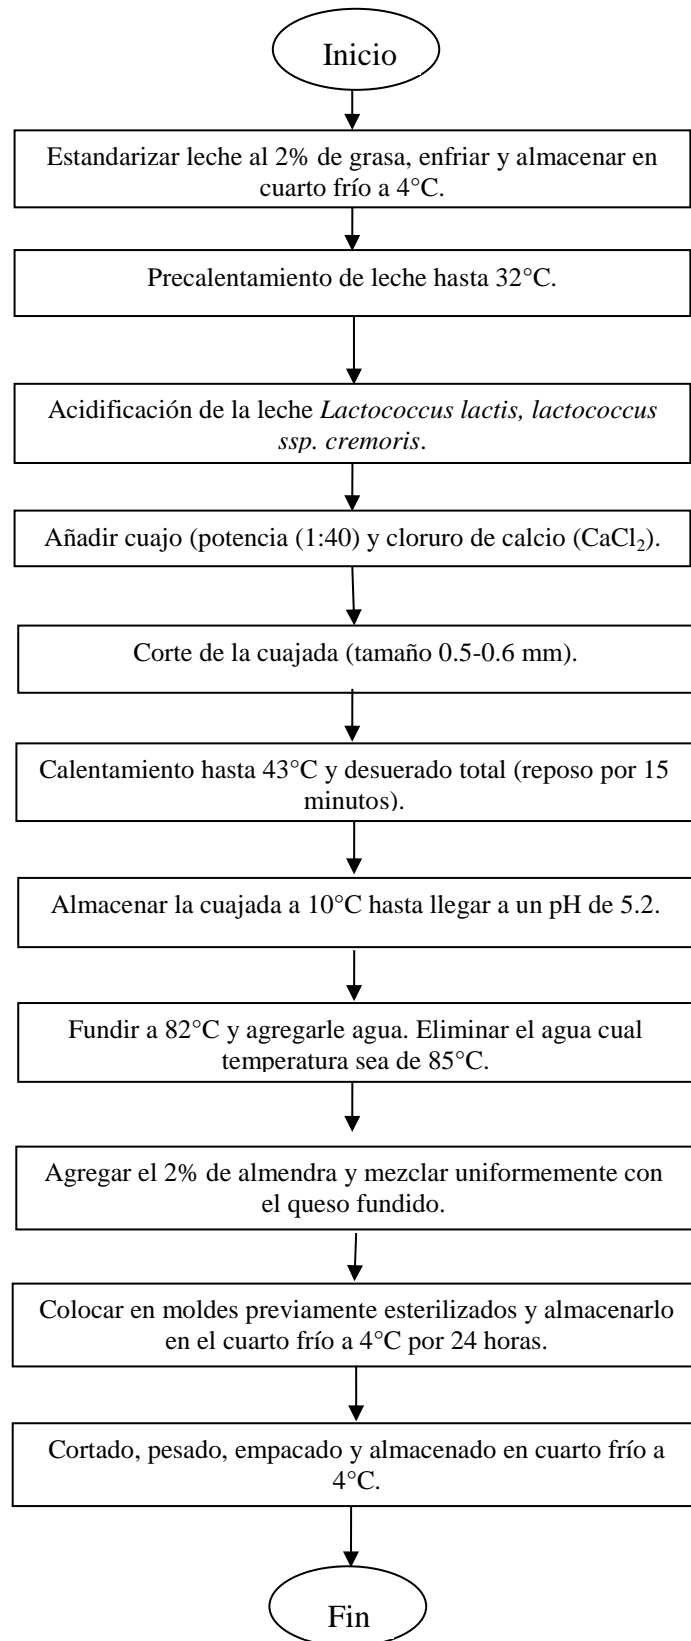 Inicio
Estandarizar leche al 2% de grasa, enfriar y almacenar en
cuarto frío a 4°C.
Precalentamiento de leche hasta 32°C.
Acidificación de la leche Lactococcus lactis, lactococcus
ssp. cremoris.
Añadir cuajo (potencia (1:40) y cloruro de calcio (CaCl₂).
Corte de la cuajada (tamaño 0.5-0.6 mm).
Calentamiento hasta 43°C y desuerado total (reposo por 15
minutos).
Almacenar la cuajada a 10°C hasta llegar a un pH de 5.2.
Fundir a 82°C y agregarle agua. Eliminar el agua cual
temperatura sea de 85°C.
Agregar el 2% de almendra y mezclar uniformemente con
el queso fundido.
Colocar en moldes previamente esterilizados y almacenarlo
en el cuarto frío a 4°C por 24 horas.
Cortado, pesado, empacado y almacenado en cuarto frío a
4°C.
Fin